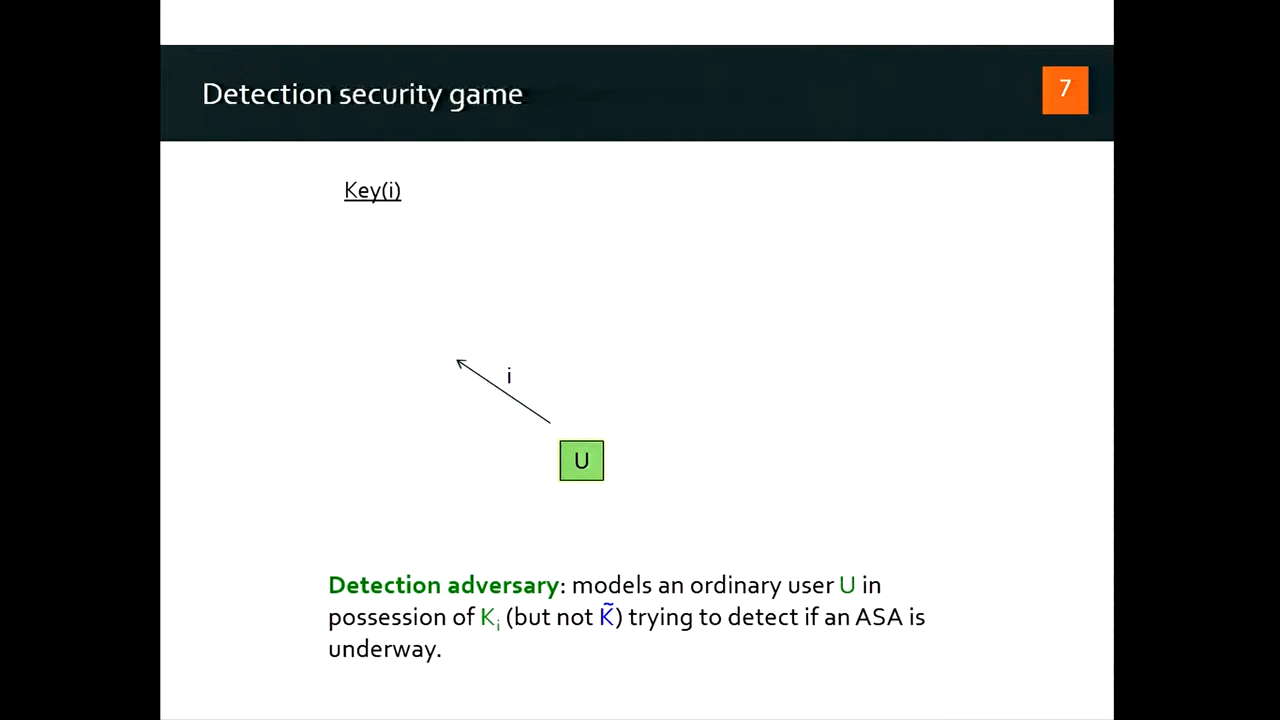 Detection security game
7
Key(i)
i
U
Detection adversary: models an ordinary user U in
possession of Kᵢ (but not K̃) trying to detect if an ASA is
underway.